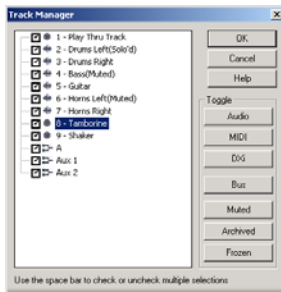 Track Manager
1 - Play Thru Track
2 - Drums Left(Solo'd)
3 - Drums Right
4 - Bass(Muted)
5 - Guitar
6 - Horns Left(Muted)
7 - Horns Right
8 - Tamborine
9 - Shaker
A
Aux 1
Aux 2
OK
Cancel
Help
Toggle
Audio
MIDI
DXi
Bus
Muted
Archived
Frozen
Use the space bar to check or uncheck multiple selections